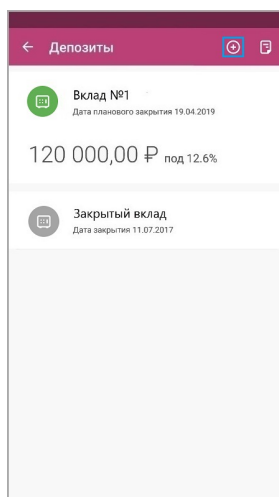 Депозиты
Вклад №1
Дата планового закрытия 19.04.2019
120 000,00 ₽ под 12.6%
Закрытый вклад
Дата закрытия 11.07.2017